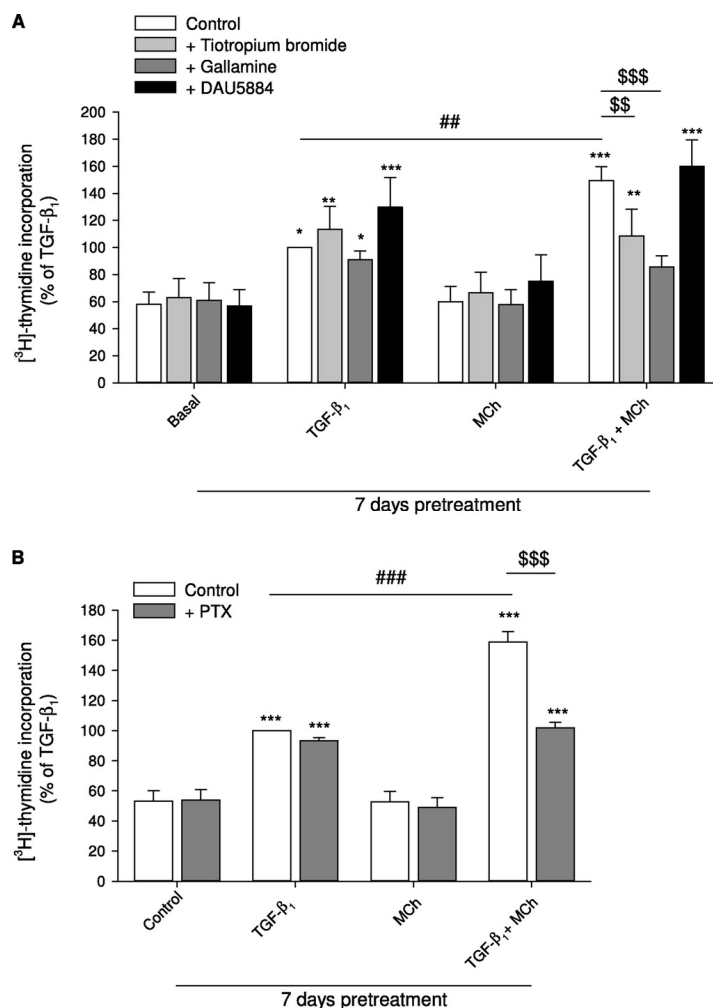 A
Control
+ Tiotropium bromide
+ Gallamine
+ DAU5884
$$$
$$
##
200
180
160
140
120
100
80
60
40
20
0
[³H]-thymidine incorporation
(% of TGF-β₁)
*
**
*
***
***
**
***
Basal
TGF-β₁
MCh
TGF-β₁ + MCh
7 days pretreatment
B
Control
+ PTX
###
$$$
180
160
140
120
100
80
60
40
20
0
[³H]-thymidine incorporation
(% of TGF-β₁)
***
***
***
***
Control
TGF-β₁
MCh
TGF-β₁+ MCh
7 days pretreatment